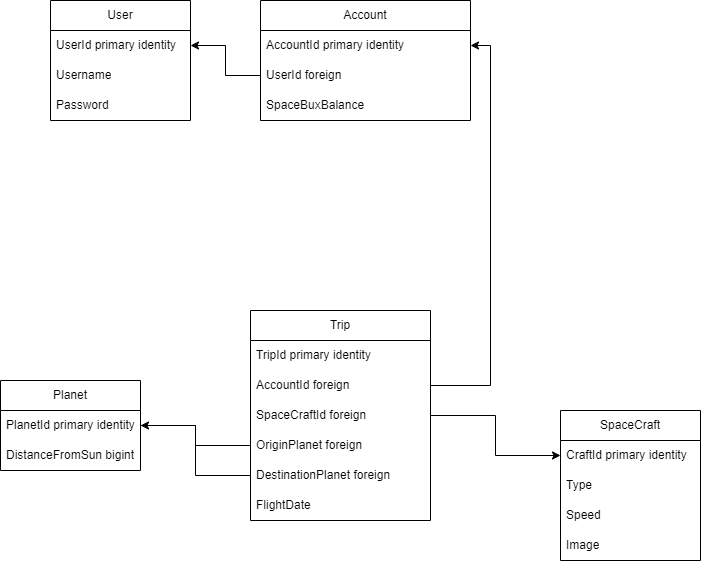 User
UserId primary identity
Username
Password
Account
AccountId primary identity
UserId foreign
SpaceBuxBalance
Trip
TripId primary identity
AccountId foreign
SpaceCraftId foreign
OriginPlanet foreign
DestinationPlanet foreign
FlightDate
Planet
PlanetId primary identity
DistanceFromSun bigint
SpaceCraft
CraftId primary identity
Type
Speed
Image